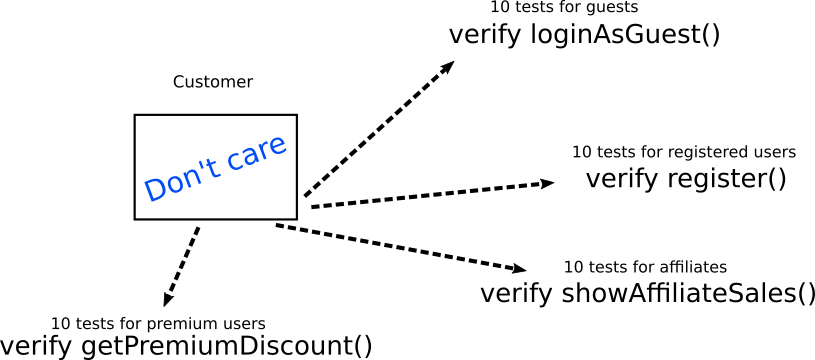 10 tests for guests
verify loginAsGuest()
Customer
Don't care
10 tests for registered users
verify register()
10 tests for affiliates
verify showAffiliateSales()
10 tests for premium users
verify getPremiumDiscount()